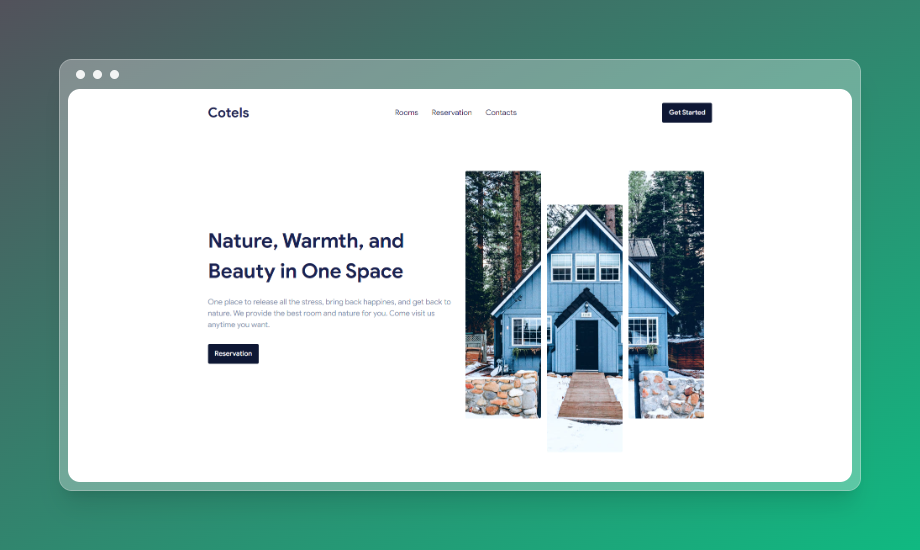 Cotels
Rooms
Reservation
Contacts
Get Started
Nature, Warmth, and
Beauty in One Space
One place to release all the stress, bring back happines, and get back to
nature. We provide the best room and nature for you. Come visit us
anytime you want.
Reservation